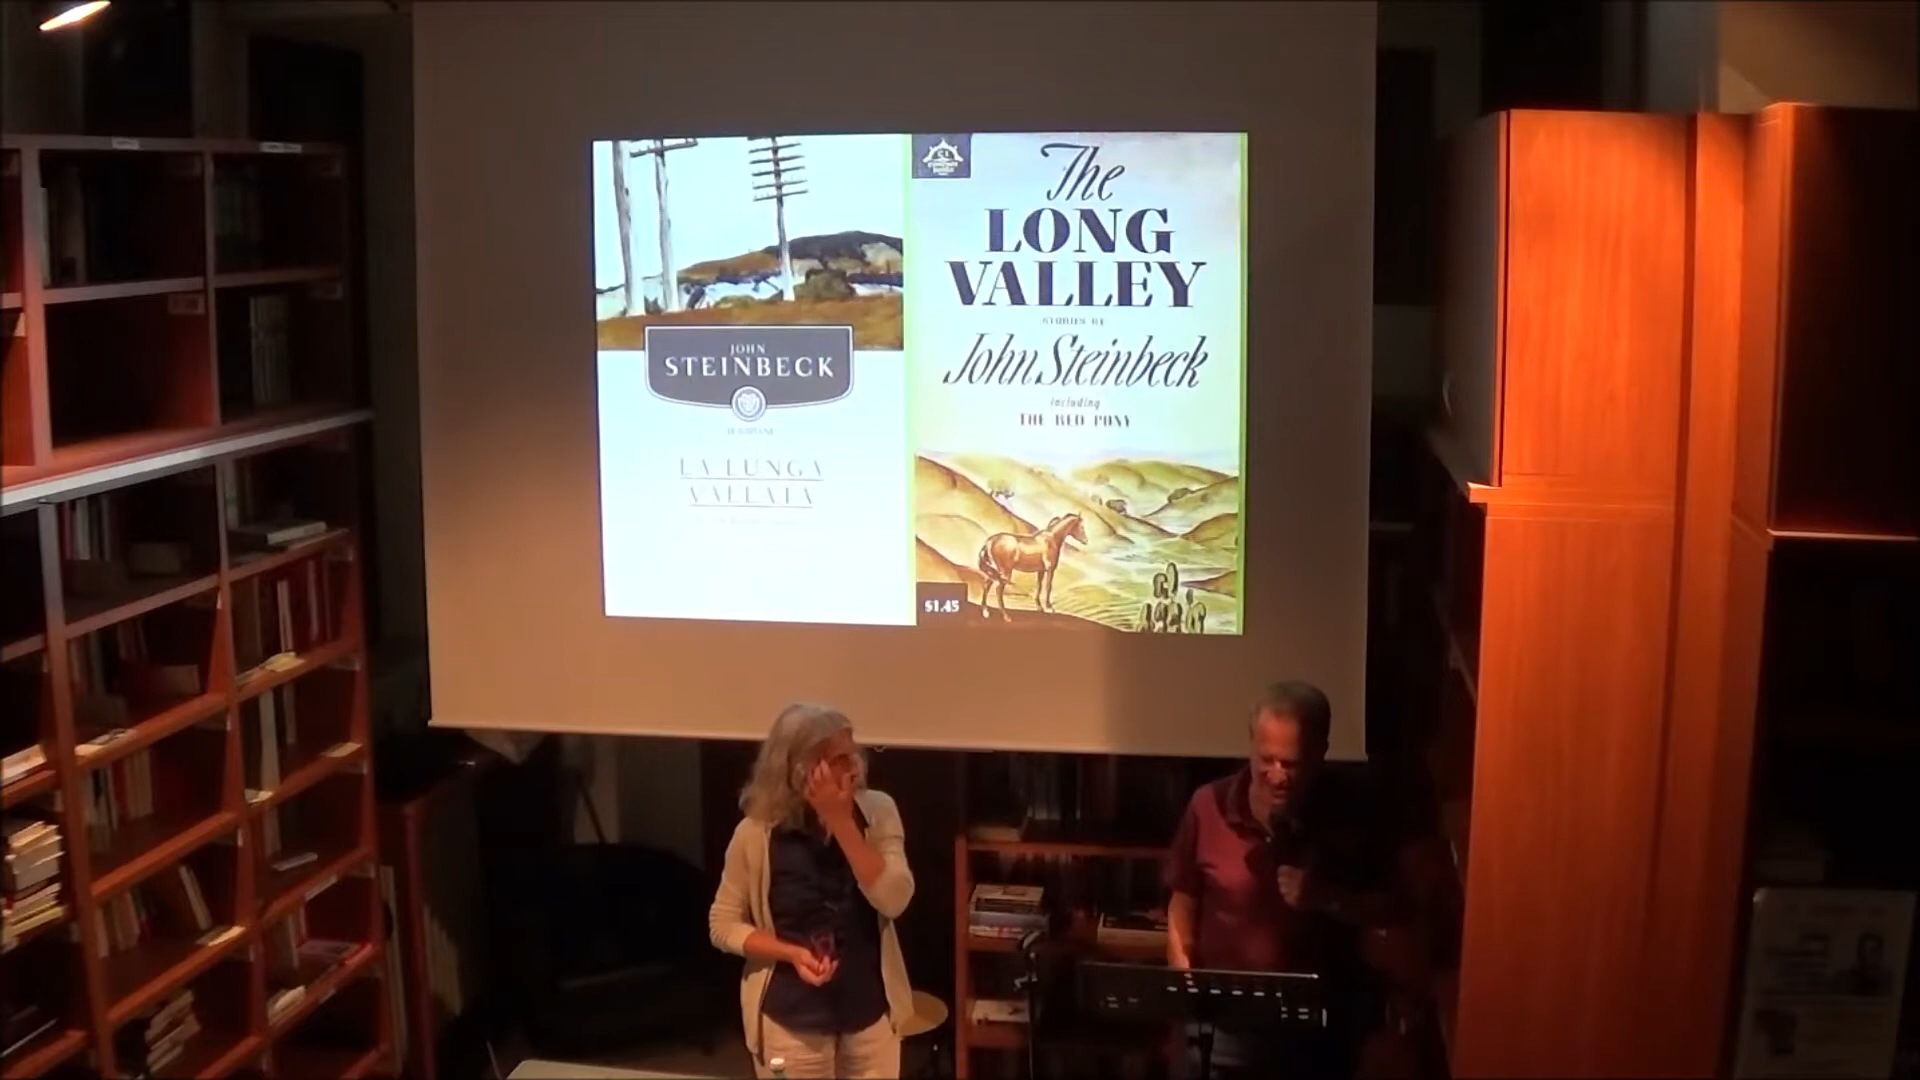 JOHN
STEINBECK
LA LUNGA
VALLATA
The
LONG
VALLEY
STORIES BY
John Steinbeck
including
THE RED PONY
$1.45